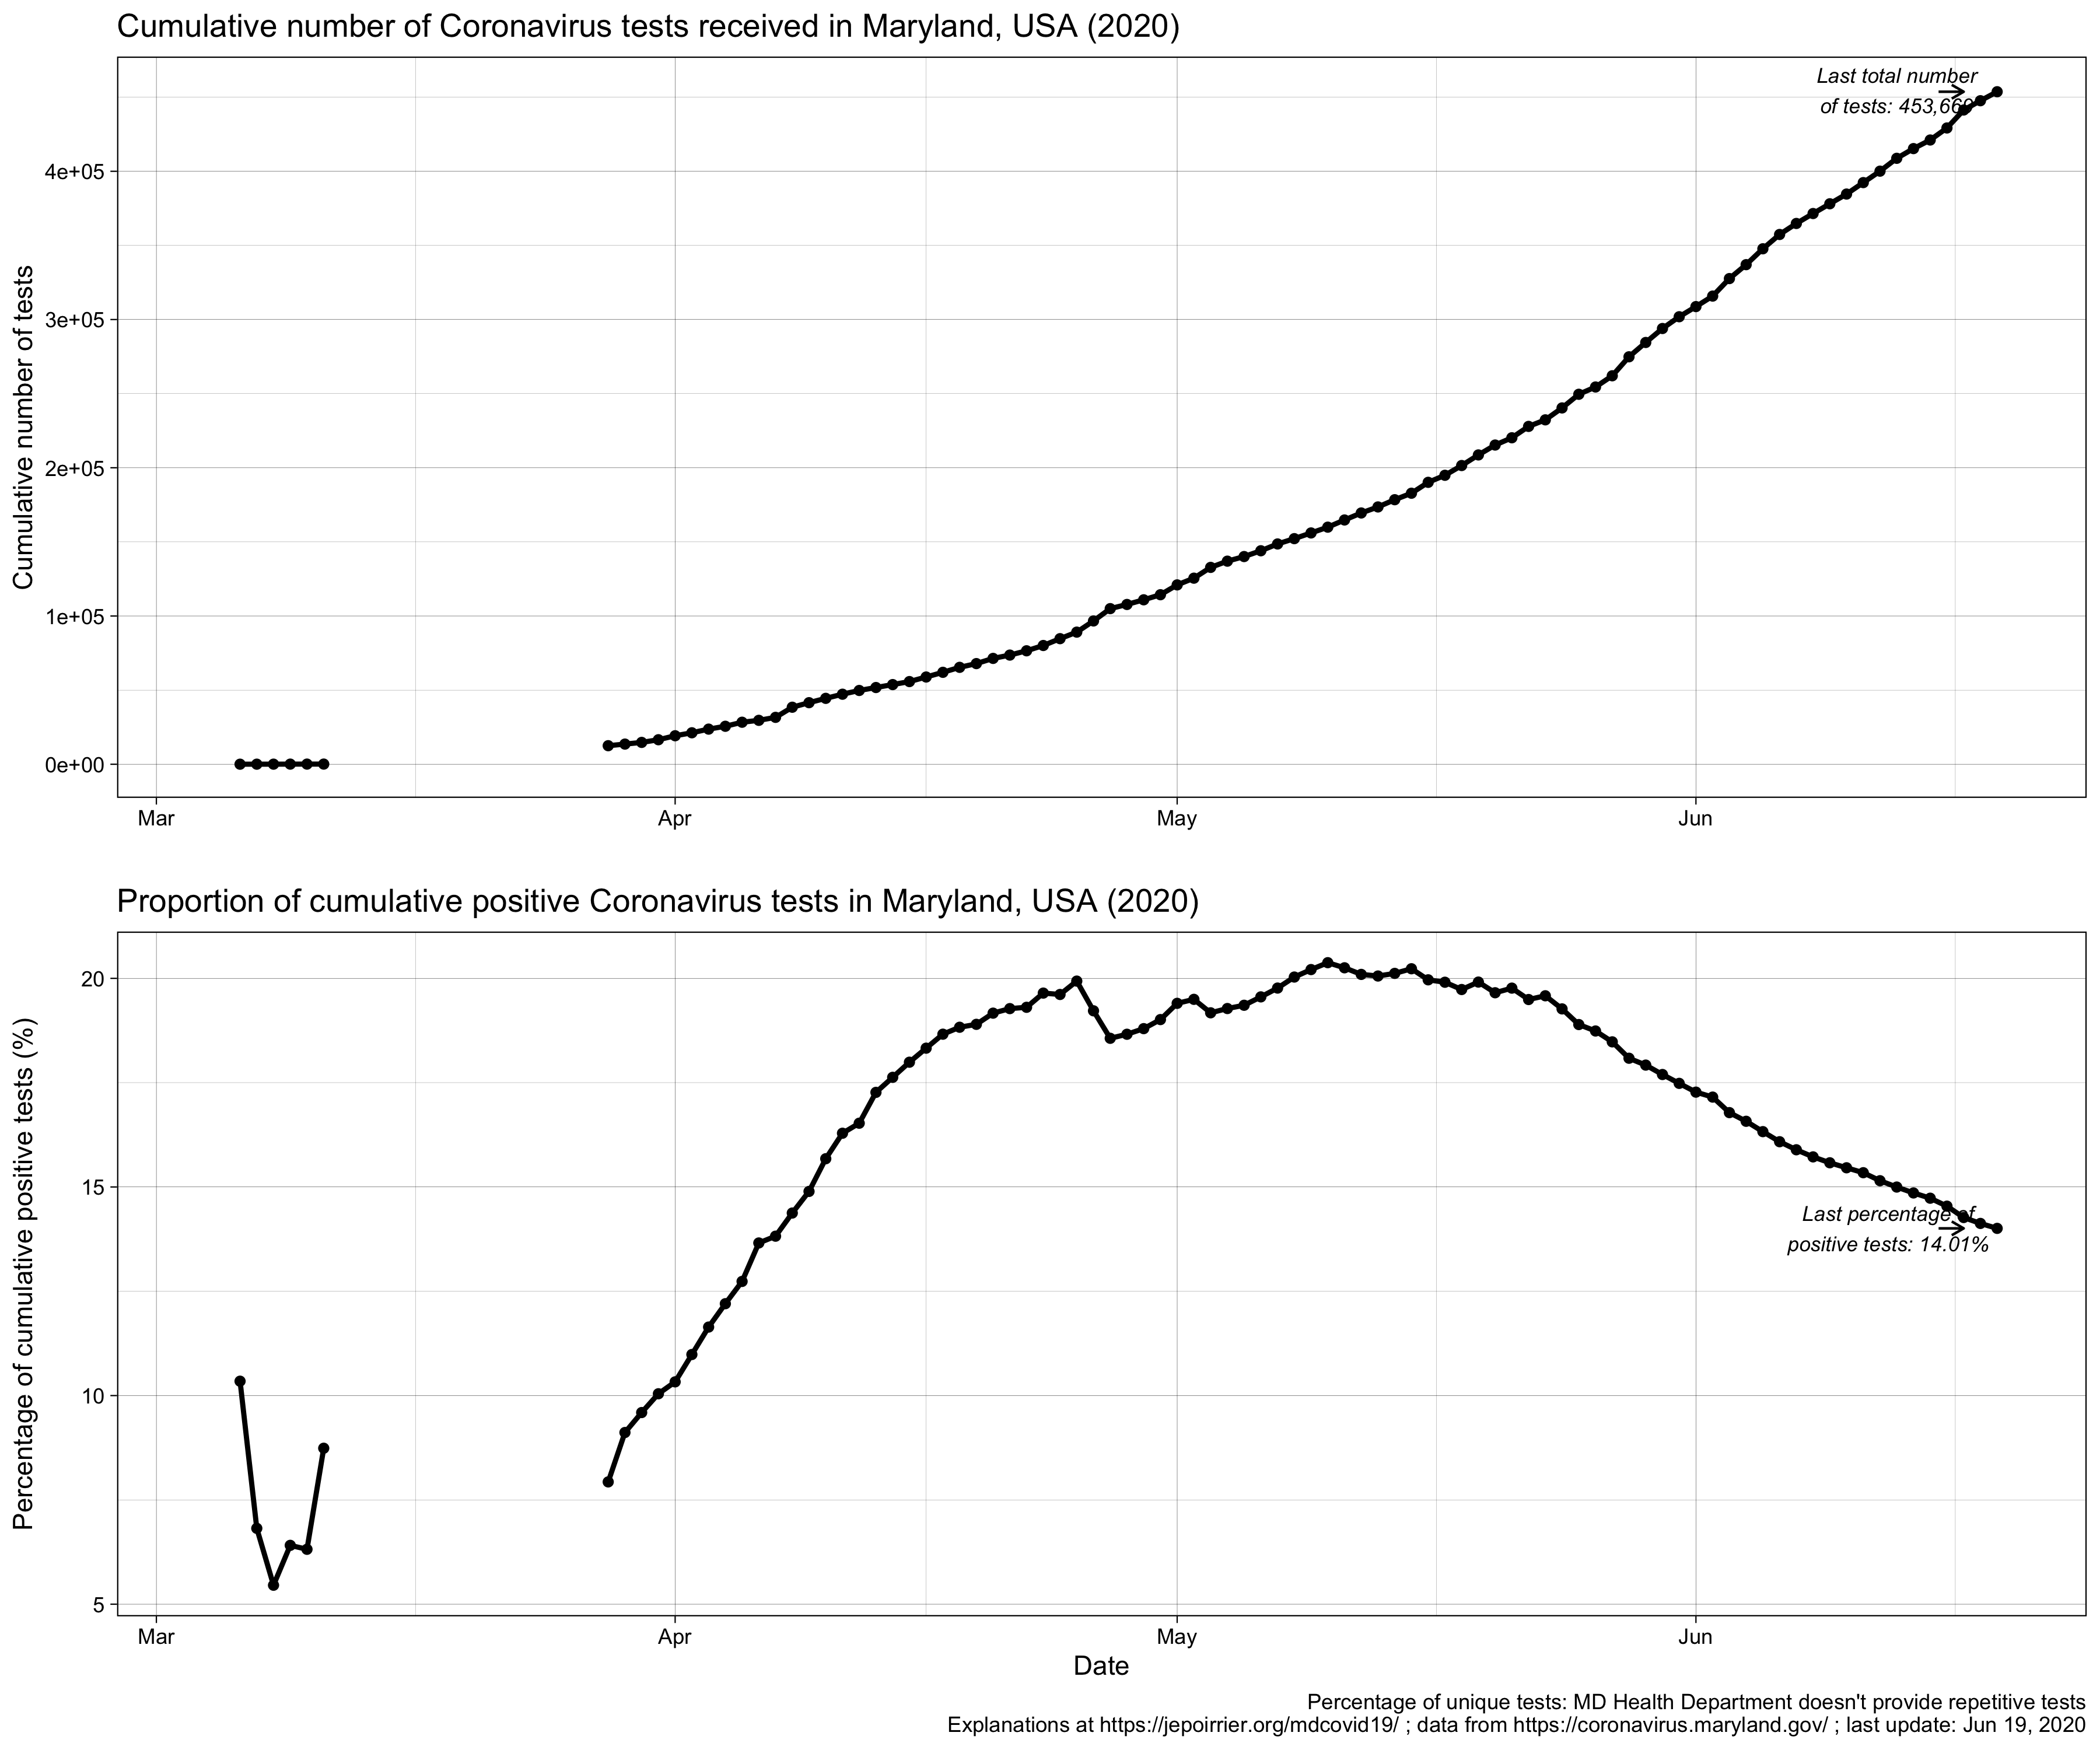 Cumulative number of Coronavirus tests received in Maryland, USA (2020)
Cumulative number of tests
4e+05
3e+05
2e+05
1e+05
0e+00
Last total number
of tests: 453,669
Mar Apr May Jun
Proportion of cumulative positive Coronavirus tests in Maryland, USA (2020)
Percentage of cumulative positive tests (%)
20
15
10
5
Last percentage of
positive tests: 14.01%
Mar Apr May Jun
Date
Percentage of unique tests: MD Health Department doesn't provide repetitive tests
Explanations at https://jepoirrier.org/mdcovid19/ ; data from https://coronavirus.maryland.gov/ ; last update: Jun 19, 2020